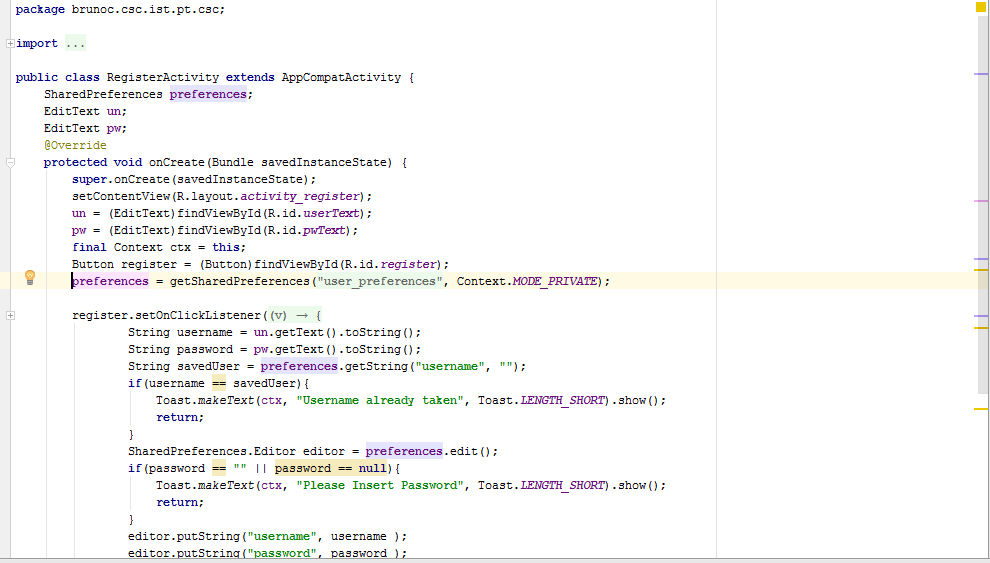 package brunoc.csc.ist.pt.csc;
import ...
public class RegisterActivity extends AppCompatActivity {
SharedPreferences preferences;
EditText un;
EditText pw;
@Override
protected void onCreate(Bundle savedInstanceState) {
super.onCreate(savedInstanceState);
setContentView(R.layout.activity_register);
un = (EditText)findViewById(R.id.userText);
pw = (EditText)findViewById(R.id.pwText);
final Context ctx = this;
Button register = (Button)findViewById(R.id.register);
preferences = getSharedPreferences("user_preferences", Context.MODE_PRIVATE);
register.setOnClickListener((v) → {
String username = un.getText().toString();
String password = pw.getText().toString();
String savedUser = preferences.getString("username", "");
if(username == savedUser){
Toast.makeText(ctx, "Username already taken", Toast.LENGTH_SHORT).show();
return;
}
SharedPreferences.Editor editor = preferences.edit();
if(password == "" || password == null){
Toast.makeText(ctx, "Please Insert Password", Toast.LENGTH_SHORT).show();
return;
}
editor.putString("username", username );
editor.putString("password", password );